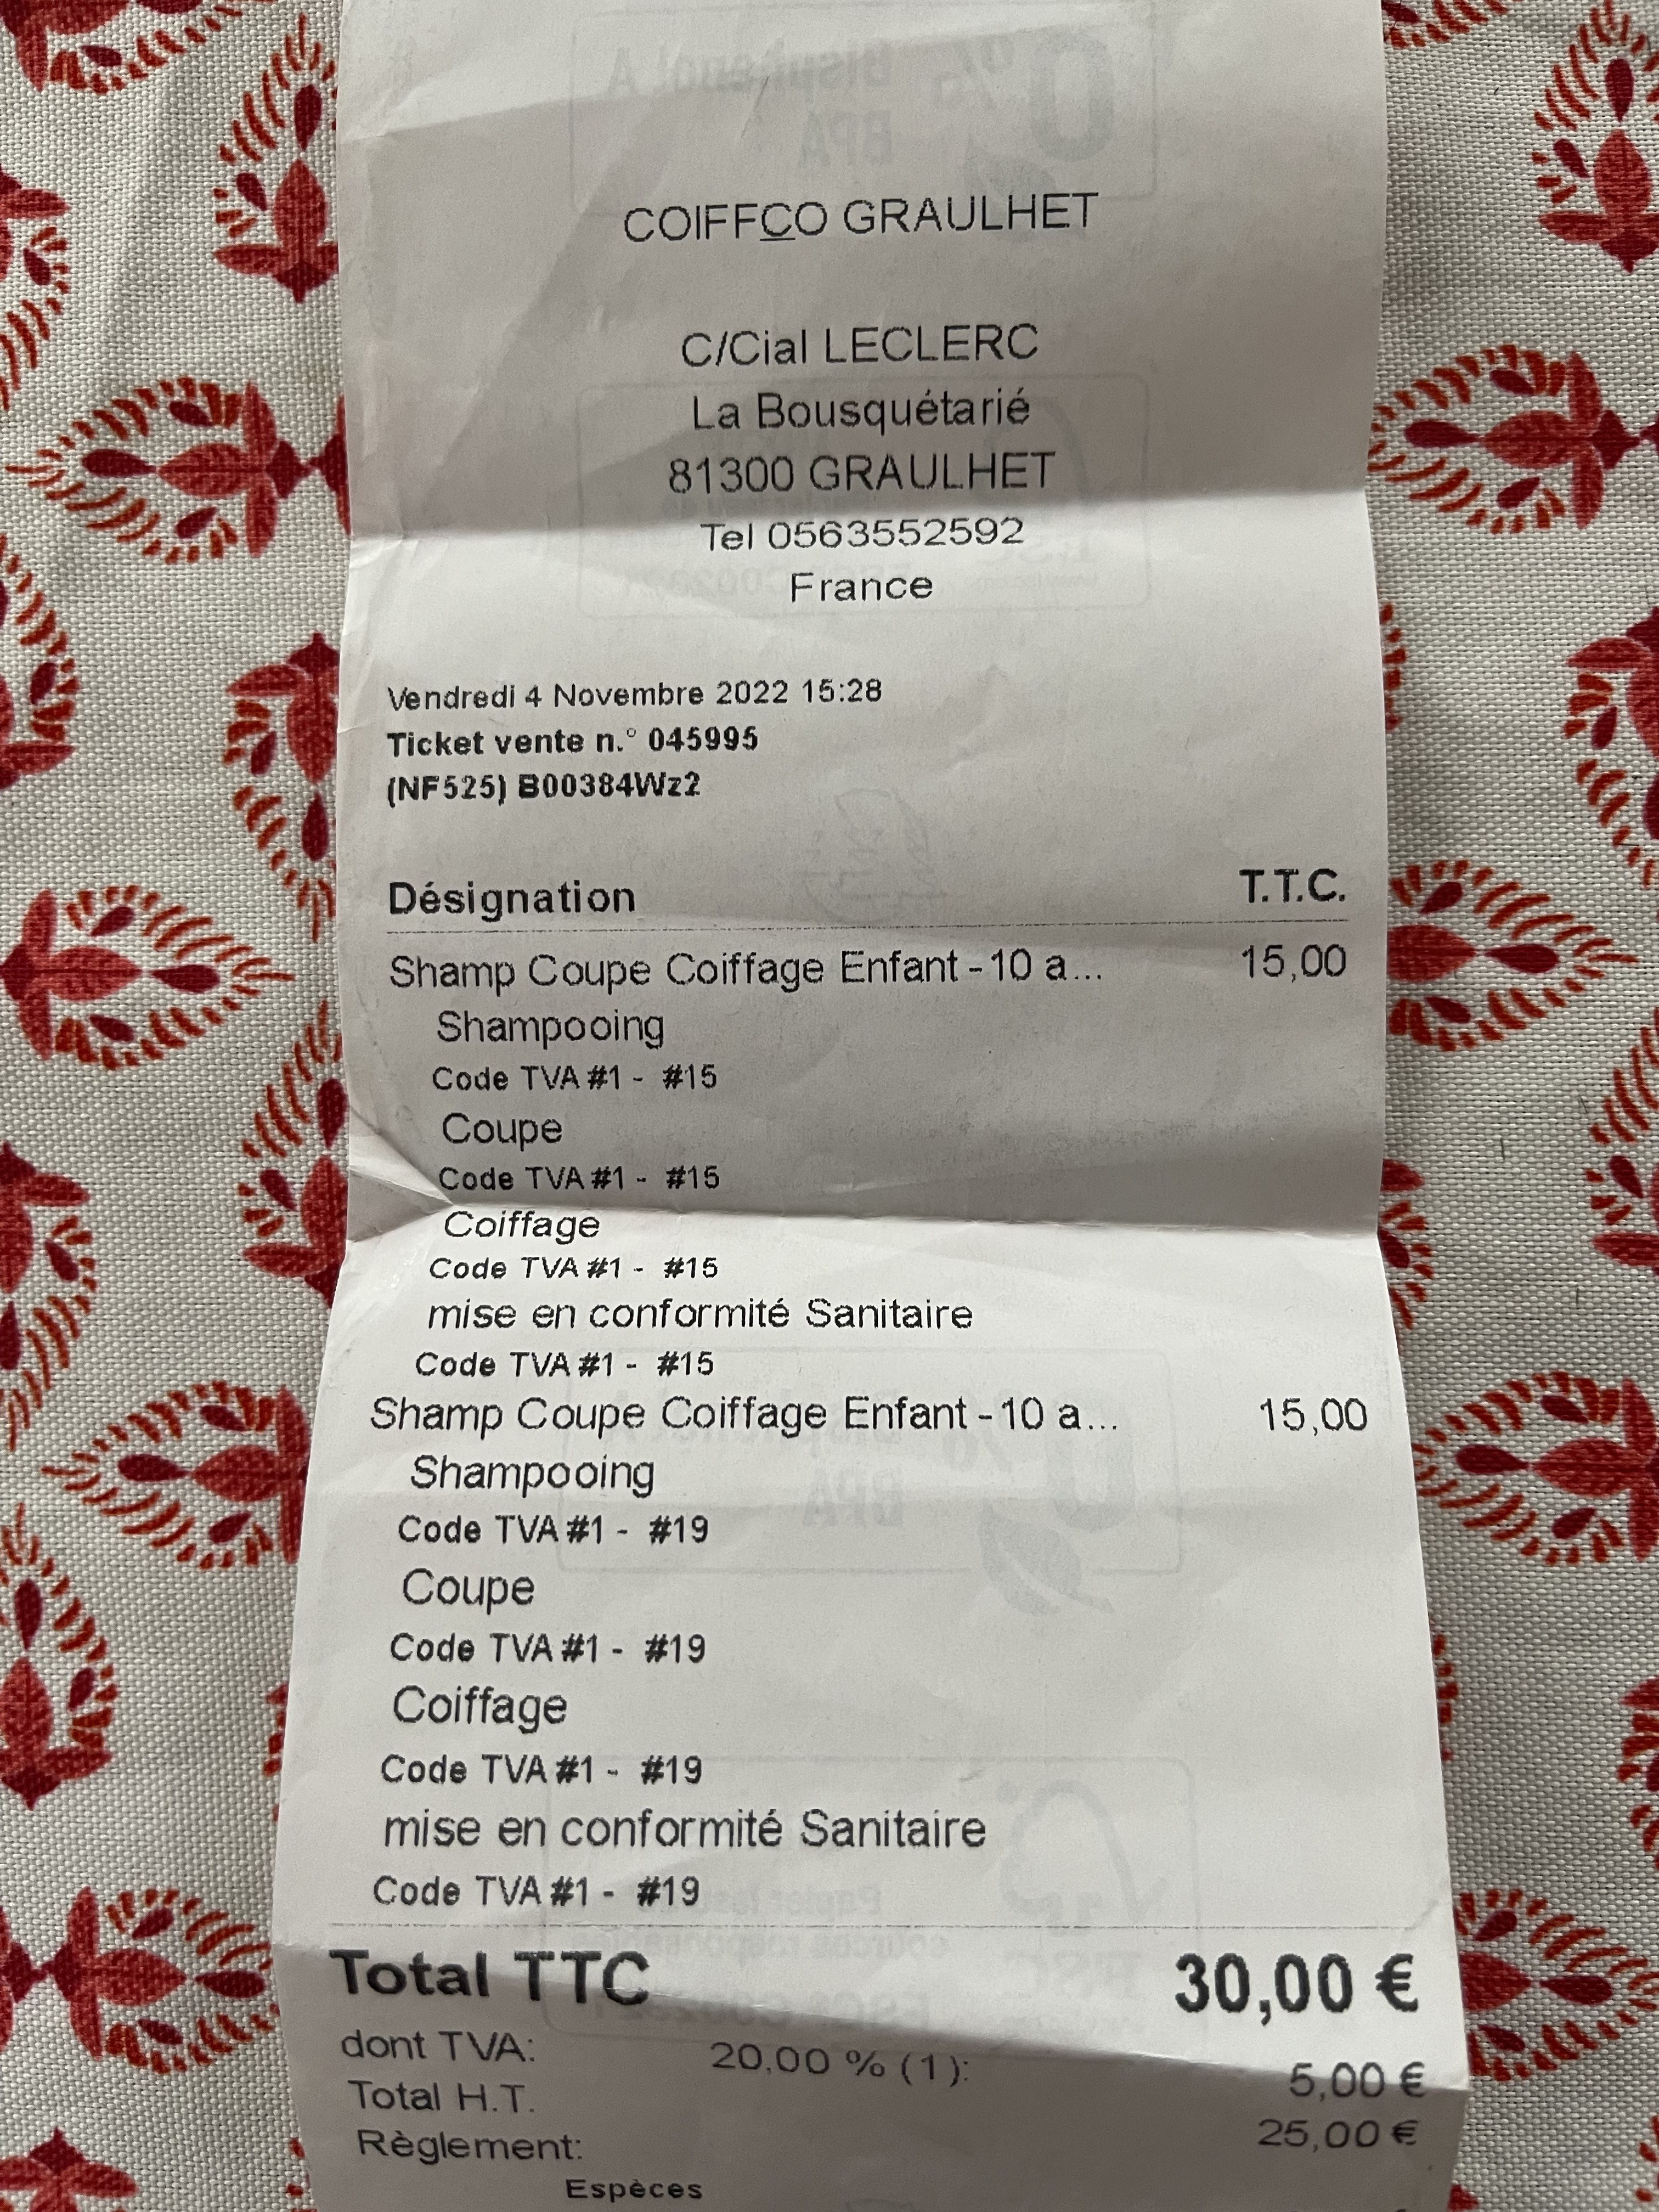 COIFFCO GRAULHET
C/Cial LECLERC
La Bousquétarié
81300 GRAULHET
Tel 0563552592
France
Vendredi 4 Novembre 2022 15:28
Ticket vente n.° 045995
(NF525) B00384Wz2
Désignation T.T.C.
Shamp Coupe Coiffage Enfant -10 a... 15,00
Shampooing
Code TVA #1 - #15
Coupe
Code TVA #1 - #15
Coiffage
Code TVA #1 - #15
mise en conformité Sanitaire
Code TVA #1 - #15
Shamp Coupe Coiffage Enfant -10 a... 15,00
Shampooing
Code TVA #1 - #19
Coupe
Code TVA #1 - #19
Coiffage
Code TVA #1 - #19
mise en conformité Sanitaire
Code TVA #1 - #19
Total TTC 30,00 €
dont TVA: 20,00 % (1): 5,00 €
Total H.T. 25,00 €
Règlement:
Espèces